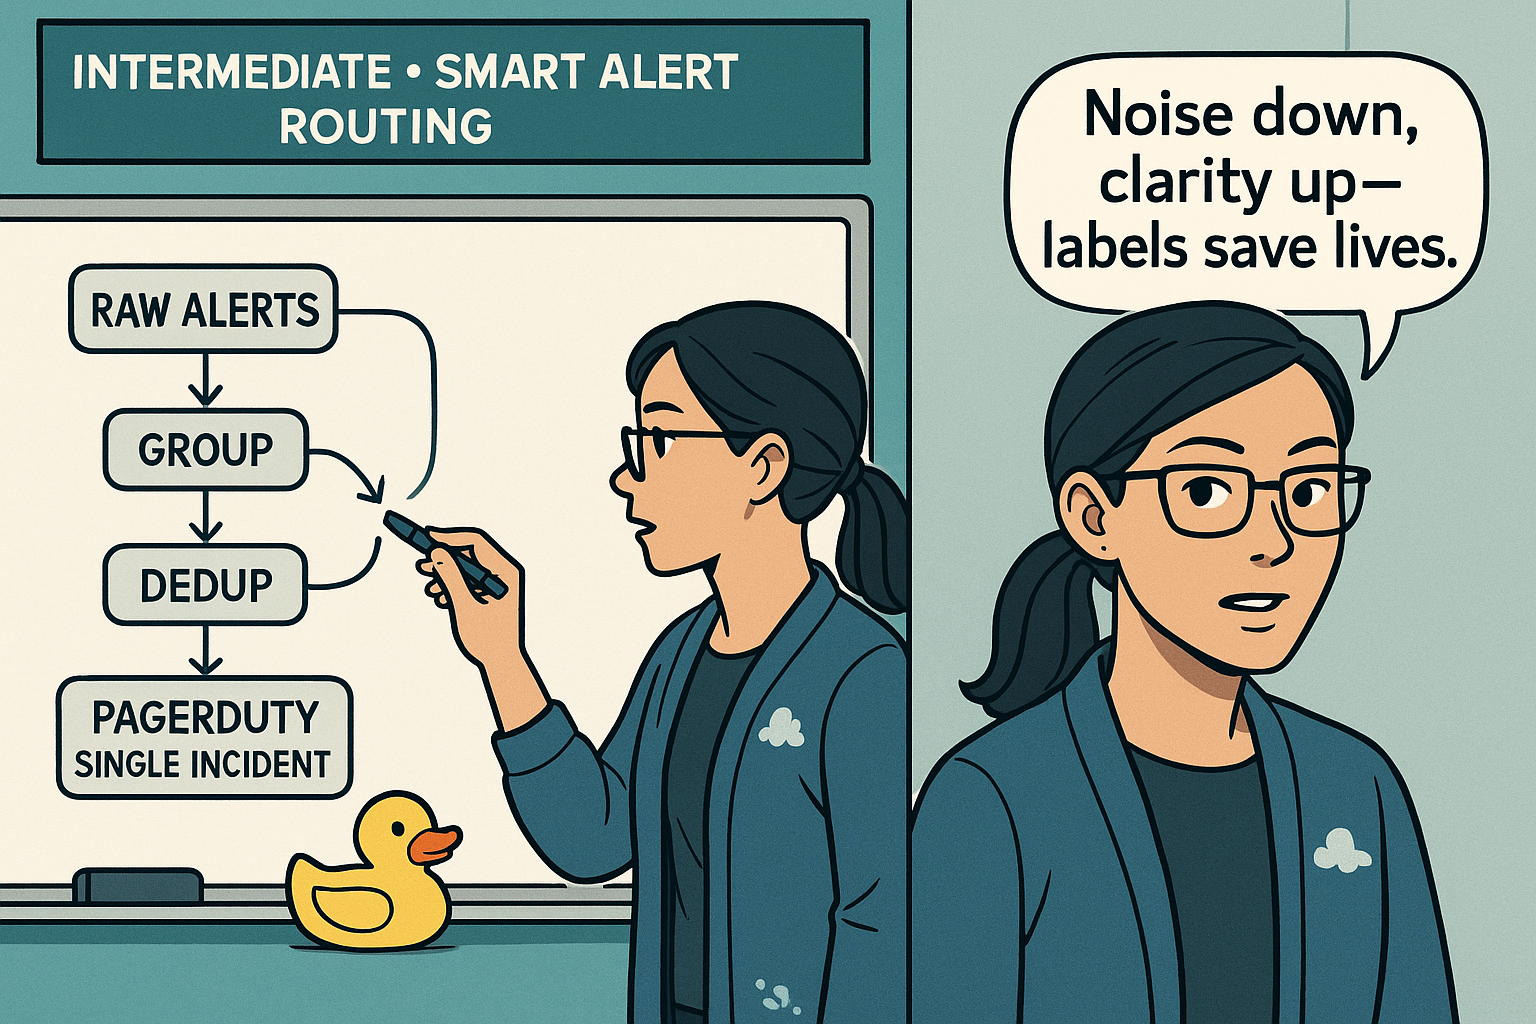 INTERMEDIATE • SMART ALERT
ROUTING
RAW ALERTS
GROUP
DEDUP
PAGERDUTY
SINGLE INCIDENT
Noise down,
clarity up—
labels save lives.